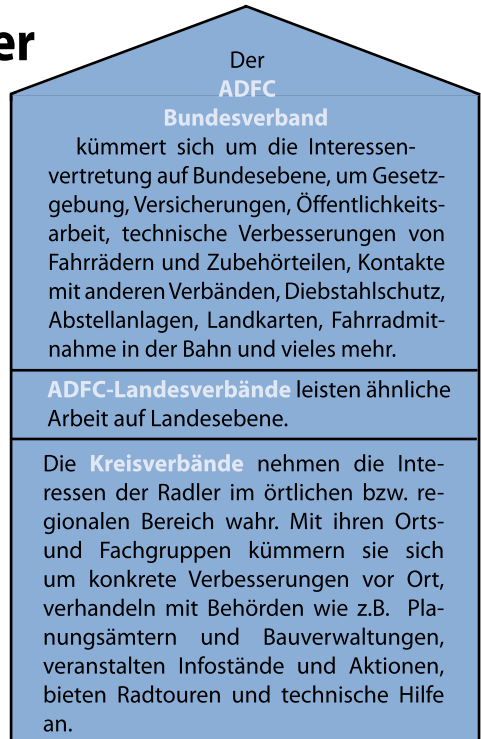 er
Der
ADFC
Bundesverband
kümmert sich um die Interessen-
vertretung auf Bundesebene, um Gesetz-
gebung, Versicherungen, Öffentlichkeits-
arbeit, technische Verbesserungen von
Fahrrädern und Zubehörteilen, Kontakte
mit anderen Verbänden, Diebstahlschutz,
Abstellanlagen, Landkarten, Fahrradmit-
nahme in der Bahn und vieles mehr.
ADFC-Landesverbände leisten ähnliche
Arbeit auf Landesebene.
Die Kreisverbände nehmen die Inte-
ressen der Radler im örtlichen bzw. re-
gionalen Bereich wahr. Mit ihren Orts-
und Fachgruppen kümmern sie sich
um konkrete Verbesserungen vor Ort,
verhandeln mit Behörden wie z.B. Pla-
nungsämtern und Bauverwaltungen,
veranstalten Infostände und Aktionen,
bieten Radtouren und technische Hilfe
an.